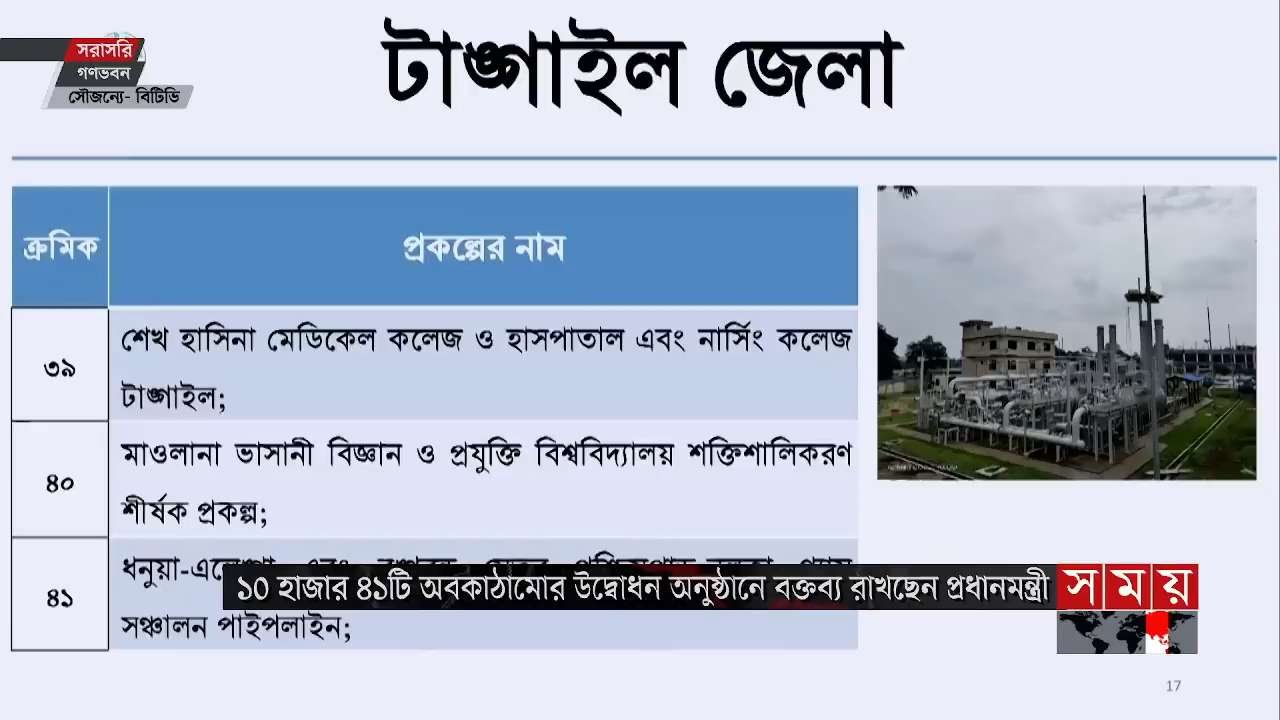 সরাসরি
গণভবন
সৌজন্যে- বিটিভি
টাঙ্গাইল জেলা
ক্রমিক
প্রকল্পের নাম
৩৯
শেখ হাসিনা মেডিকেল কলেজ ও হাসপাতাল এবং নার্সিং কলেজ
টাঙ্গাইল;
৪০
মাওলানা ভাসানী বিজ্ঞান ও প্রযুক্তি বিশ্ববিদ্যালয় শক্তিশালিকরণ
শীর্ষক প্রকল্প;
৪১
সঞ্চালন পাইপলাইন;
১০ হাজার ৪১টি অবকাঠামোর উদ্বোধন অনুষ্ঠানে বক্তব্য রাখছেন প্রধানমন্ত্রী
সময়
17